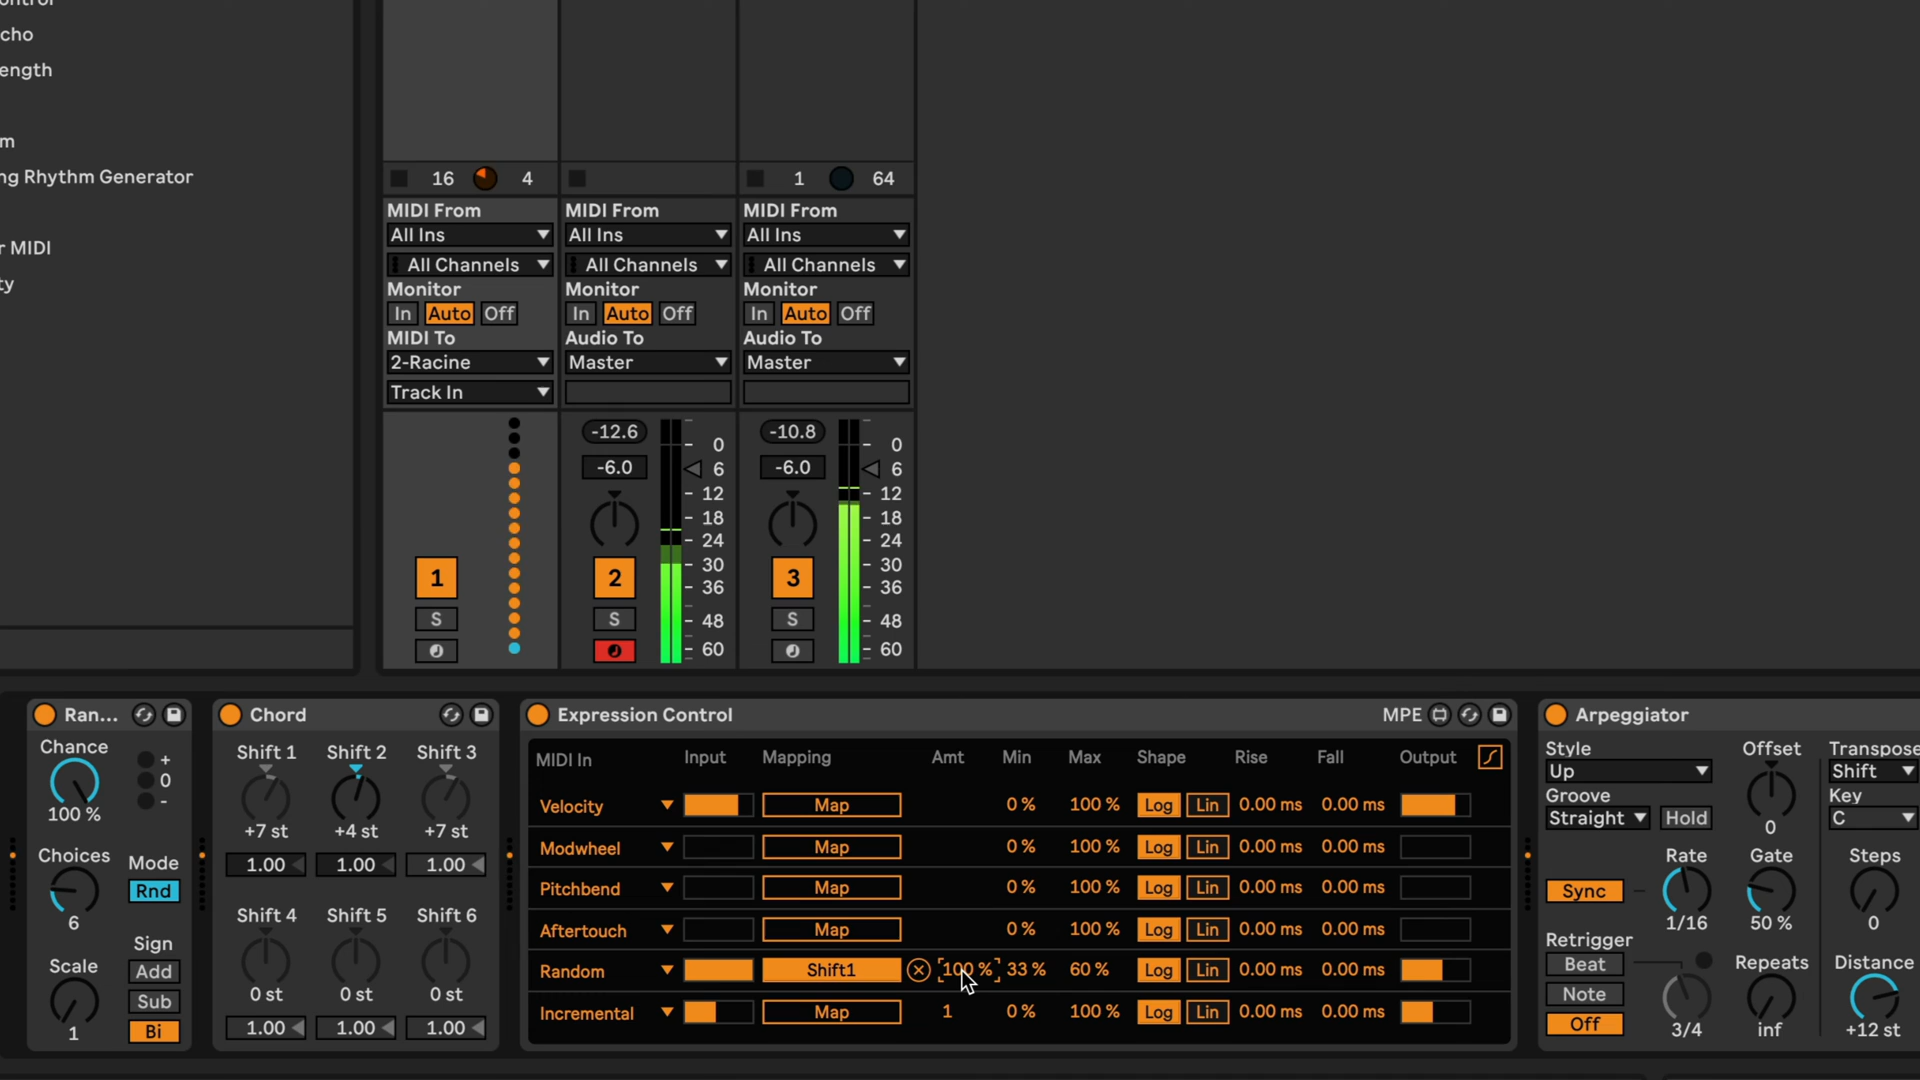 ontrol
cho
ength
m
ng Rhythm Generator
r MIDI
ty
16 4 1 64
MIDI From MIDI From MIDI From
All Ins All Ins All Ins
All Channels All Channels All Channels
Monitor Monitor Monitor
In Auto Off In Auto Off In Auto Off
MIDI To Audio To Audio To
2-Racine Master Master
Track In
-12.6 -10.8
0 0
-6.0 6 -6.0 6
12 12
18 18
24 24
30 30
1 2 3
36 36
S S S
48 48
60 60
Ran... Chord Expression Control MPE Arpeggiator
Chance
+
0
-
100 %
Choices
6
Mode
Rnd
Scale
1
Sign
Add
Sub
Bi
Shift 1 Shift 2 Shift 3
+7 st +4 st +7 st
1.00 1.00 1.00
Shift 4 Shift 5 Shift 6
0 st 0 st 0 st
1.00 1.00 1.00
MIDI In Input Mapping Amt Min Max Shape Rise Fall Output
Velocity Map 0 % 100 % Log Lin 0.00 ms 0.00 ms
Modwheel Map 0 % 100 % Log Lin 0.00 ms 0.00 ms
Pitchbend Map 0 % 100 % Log Lin 0.00 ms 0.00 ms
Aftertouch Map 0 % 100 % Log Lin 0.00 ms 0.00 ms
Random Shift1 100 % 33 % 60 % Log Lin 0.00 ms 0.00 ms
Incremental Map 1 0 % 100 % Log Lin 0.00 ms 0.00 ms
Style
Up
Groove
Straight Hold
Offset
0
Transpose
Shift
Key
C
Sync
Rate
1/16
Gate
50 %
Steps
0
Retrigger
Beat
Note
Off
3/4
Repeats
inf
Distance
+12 st